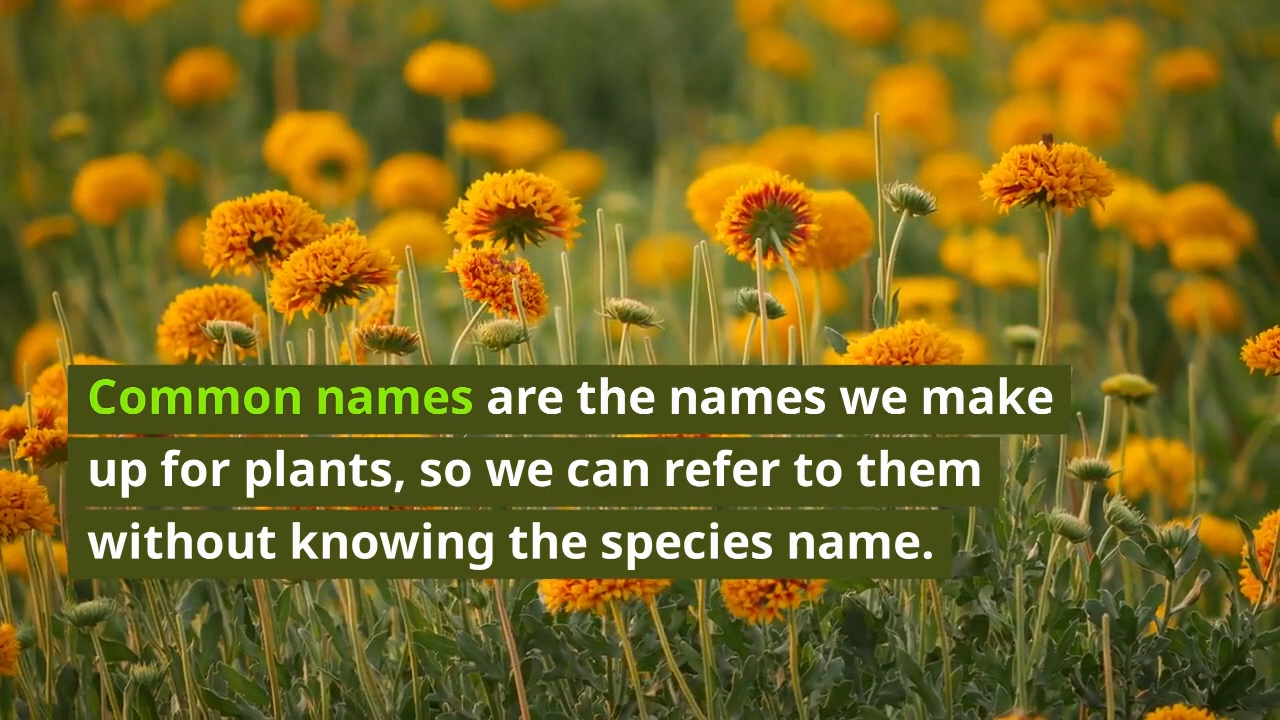 Common names are the names we make
up for plants, so we can refer to them
without knowing the species name.